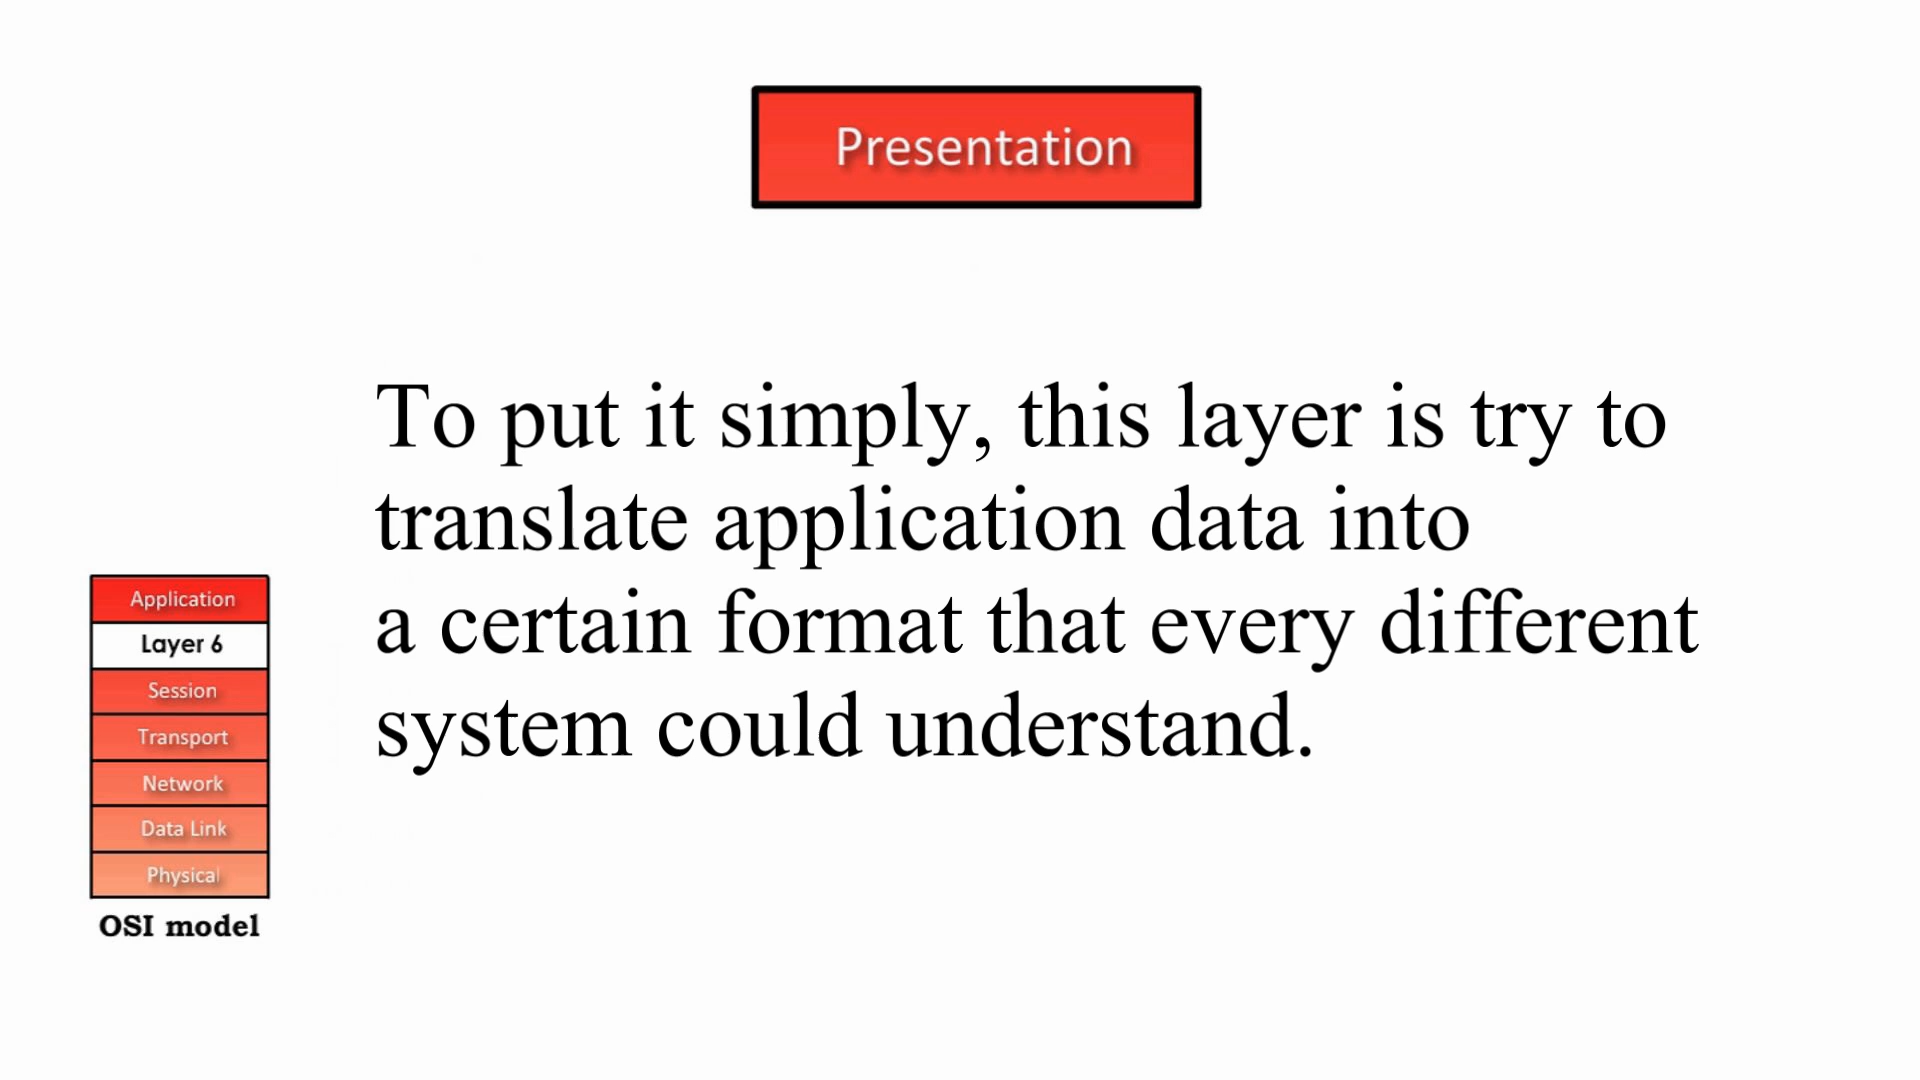 Presentation
To put it simply, this layer is try to
translate application data into
a certain format that every different
system could understand.
Application
Layer 6
Session
Transport
Network
Data Link
Physical
OSI model